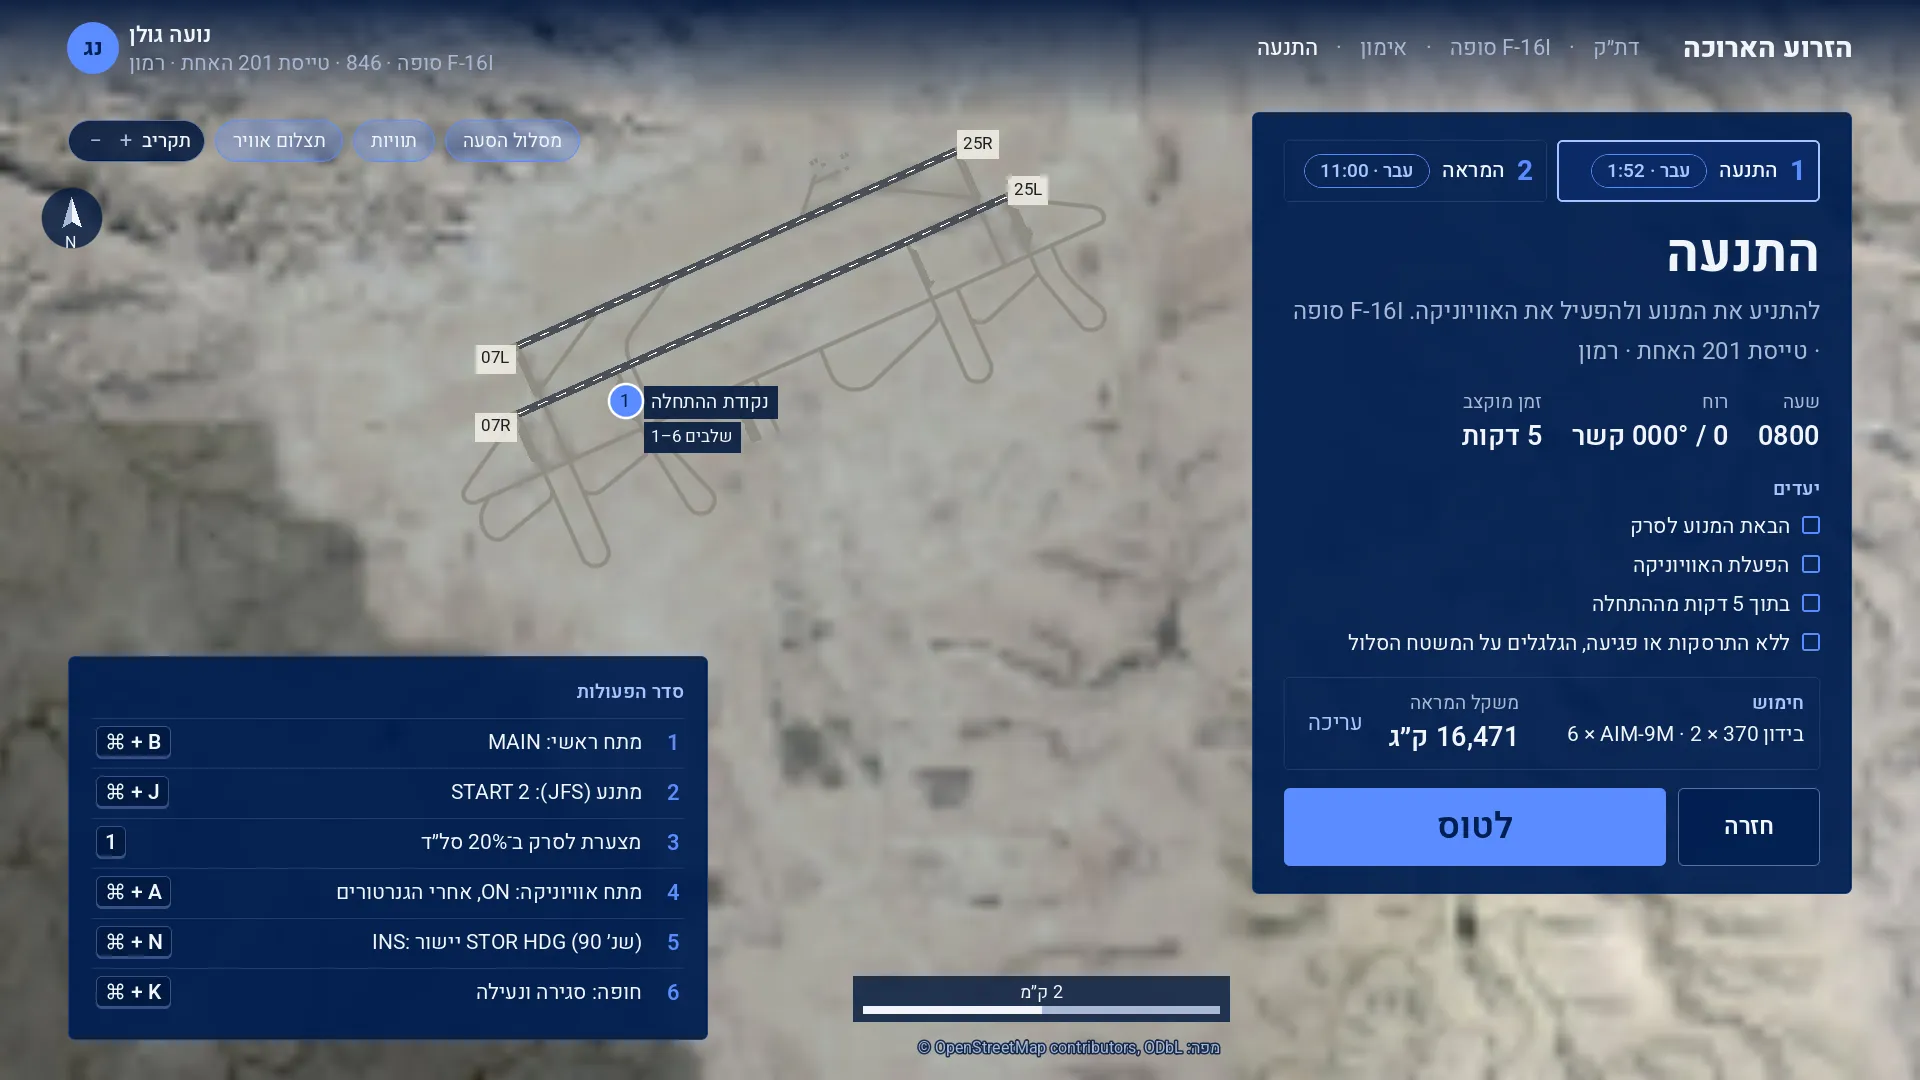 הזרוע הארוכה
דת״ק · F-16I סופה · אימון · התנעה
נועה גולן
F-16I סופה · 846 · טייסת 201 האחת · רמון
נג
מסלול הסעה
תוויות
תצלום אוויר
תקריב + −
N
25R
25L
07L
07R
1
נקודת ההתחלה
שלבים 1–6
1 התנעה עבר · 1:52
2 המראה עבר · 11:00
התנעה
להתניע את המנוע ולהפעיל את האוויוניקה. F-16I סופה
· טייסת 201 האחת · רמון
שעה
0800
רוח
000° / 0 קשר
זמן מוקצב
5 דקות
יעדים
הבאת המנוע לסרק
הפעלת האוויוניקה
בתוך 5 דקות מההתחלה
ללא התרסקות או פגיעה, הגלגלים על המשטח הסלול
חימוש
6 × AIM-9M · 2 × 370 בידון
משקל המראה
16,471 ק״ג
עריכה
חזרה
לטוס
סדר הפעולות
1 מתח ראשי: MAIN ⌘ + B
2 מתנע (JFS): START 2 ⌘ + J
3 מצערת לסרק ב־20% סל״ד 1
4 מתח אוויוניקה: ON, אחרי הגנרטורים ⌘ + A
5 יישור INS: STOR HDG (90 שנ׳) ⌘ + N
6 חופה: סגירה ונעילה ⌘ + K
2 ק״מ
מפה: © OpenStreetMap contributors, ODbL